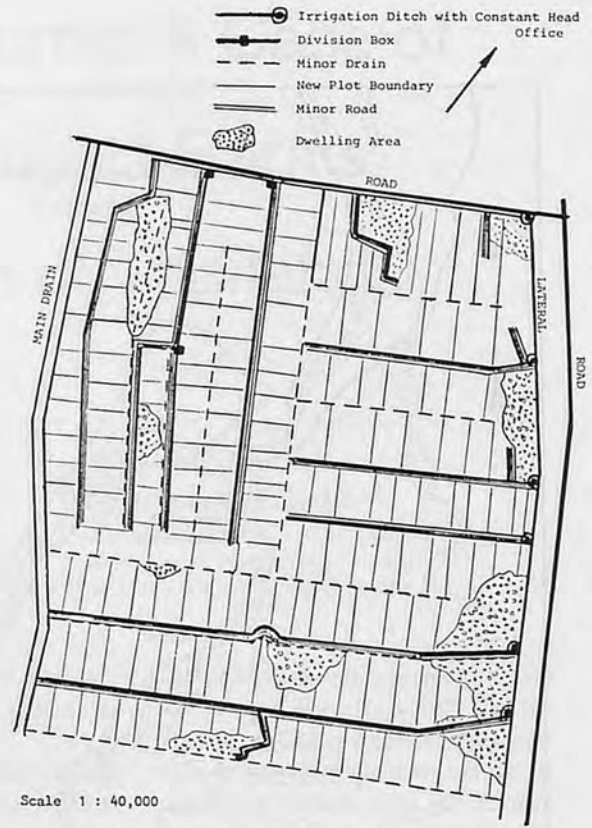 Irrigation Ditch with Constant Head
Office
Division Box
Minor Drain
New Plot Boundary
Minor Road
Dwelling Area
ROAD
MAIN DRAIN
LATERAL
ROAD
Scale 1 : 40,000